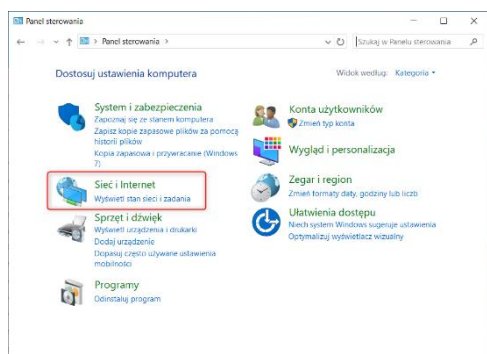 Panel sterowania
Panel sterowania
Szukaj w Panelu sterowania
Dostosuj ustawienia komputera
Widok według: Kategoria
System i zabezpieczenia
Zapoznaj się ze stanem komputera
Zapisz kopie zapasowe plików za pomocą
historii plików
Kopia zapasowa i przywracanie (Windows
7)
Sieć i Internet
Wyświetl stan sieci i zadania
Sprzęt i dźwięk
Wyświetl urządzenia i drukarki
Dodaj urządzenie
Dopasuj często używane ustawienia
mobilności
Programy
Odinstaluj program
Konta użytkowników
Zmień typ konta
Wygląd i personalizacja
Zegar i region
Zmień formaty daty, godziny lub liczb
Ułatwienia dostępu
Niech system Windows sugeruje ustawienia
Optymalizuj wyświetlacz wizualny